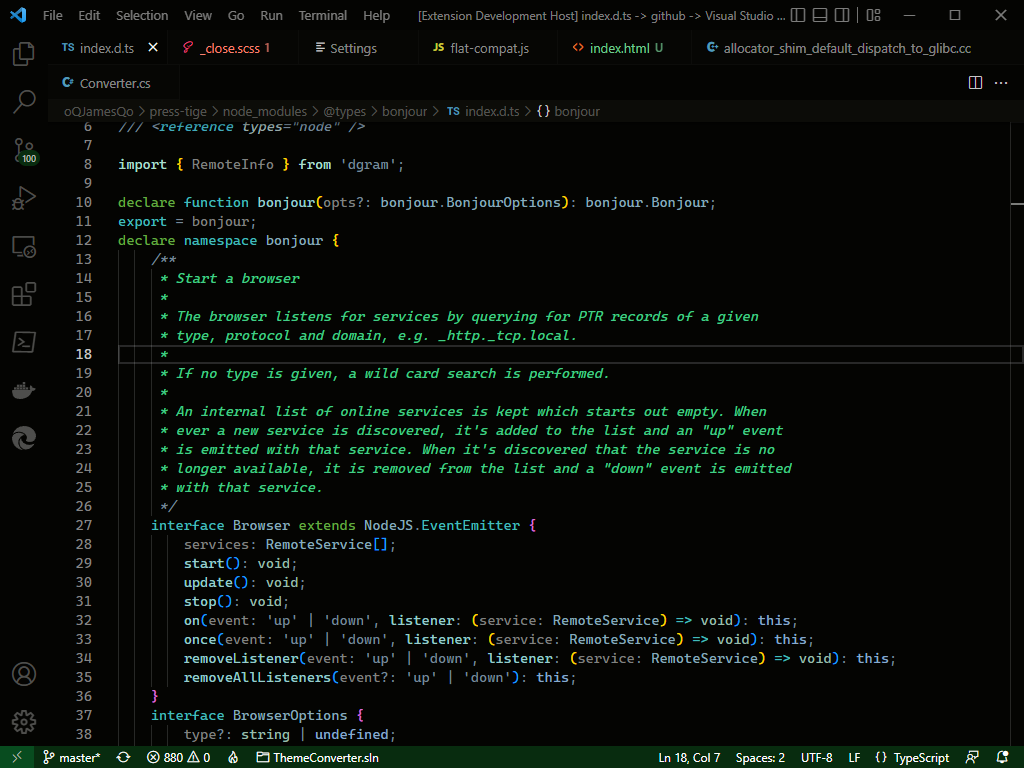 File Edit Selection View Go Run Terminal Help [Extension Development Host] index.d.ts -> github -> Visual Studio ...
TS index.d.ts _close.scss 1 Settings JS flat-compat.js <> index.html U C+ allocator_shim_default_dispatch_to_glibc.cc
C# Converter.cs
oQJamesQo > press-tige > node_modules > @types > bonjour > TS index.d.ts > {} bonjour
6 /// <reference types="node" />
7
8 import { RemoteInfo } from 'dgram';
9
10 declare function bonjour(opts?: bonjour.BonjourOptions): bonjour.Bonjour;
11 export = bonjour;
12 declare namespace bonjour {
13 /**
14 * Start a browser
15 *
16 * The browser listens for services by querying for PTR records of a given
17 * type, protocol and domain, e.g. _http._tcp.local.
18 *
19 * If no type is given, a wild card search is performed.
20 *
21 * An internal list of online services is kept which starts out empty. When
22 * ever a new service is discovered, it's added to the list and an "up" event
23 * is emitted with that service. When it's discovered that the service is no
24 * longer available, it is removed from the list and a "down" event is emitted
25 * with that service.
26 */
27 interface Browser extends NodeJS.EventEmitter {
28 services: RemoteService[];
29 start(): void;
30 update(): void;
31 stop(): void;
32 on(event: 'up' | 'down', listener: (service: RemoteService) => void): this;
33 once(event: 'up' | 'down', listener: (service: RemoteService) => void): this;
34 removeListener(event: 'up' | 'down', listener: (service: RemoteService) => void): this;
35 removeAllListeners(event?: 'up' | 'down'): this;
36 }
37 interface BrowserOptions {
38 type?: string | undefined;
100
master* 880 0 ThemeConverter.sln Ln 18, Col 7 Spaces: 2 UTF-8 LF {} TypeScript